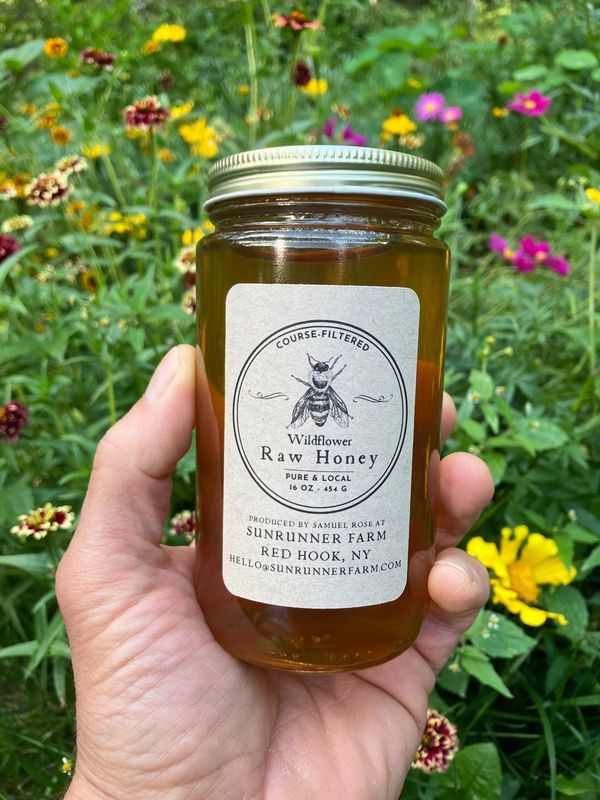 COURSE-FILTERED
Wildflower
Raw Honey
PURE & LOCAL
16 OZ - 454 G
PRODUCED BY SAMUEL ROSE AT
SUNRUNNER FARM
RED HOOK, NY
HELLO@SUNRUNNERFARM.COM